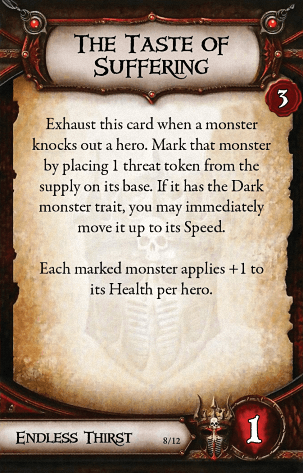 The Taste of
Suffering
3
Exhaust this card when a monster
knocks out a hero. Mark that monster
by placing 1 threat token from the
supply on its base. If it has the Dark
monster trait, you may immediately
move it up to its Speed.
Each marked monster applies +1 to
its Health per hero.
Endless Thirst
8/12
1